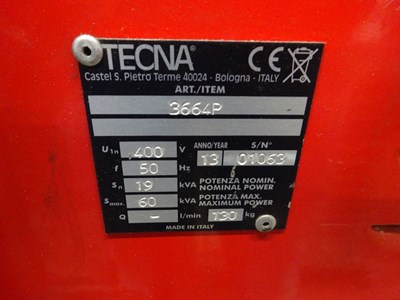 TECNA CE
Castel S. Pietro Terme 40024 - Bologna - ITALY
ART./ITEM
3664P
U1n 400 V ANNO/YEAR S/N°
f 50 Hz 13 01063
Sn 19 kVA POTENZA NOMIN. NOMINAL POWER
Smax. 60 kVA POTENZA MAX. MAXIMUM POWER
Q - l/min 130 kg
MADE IN ITALY